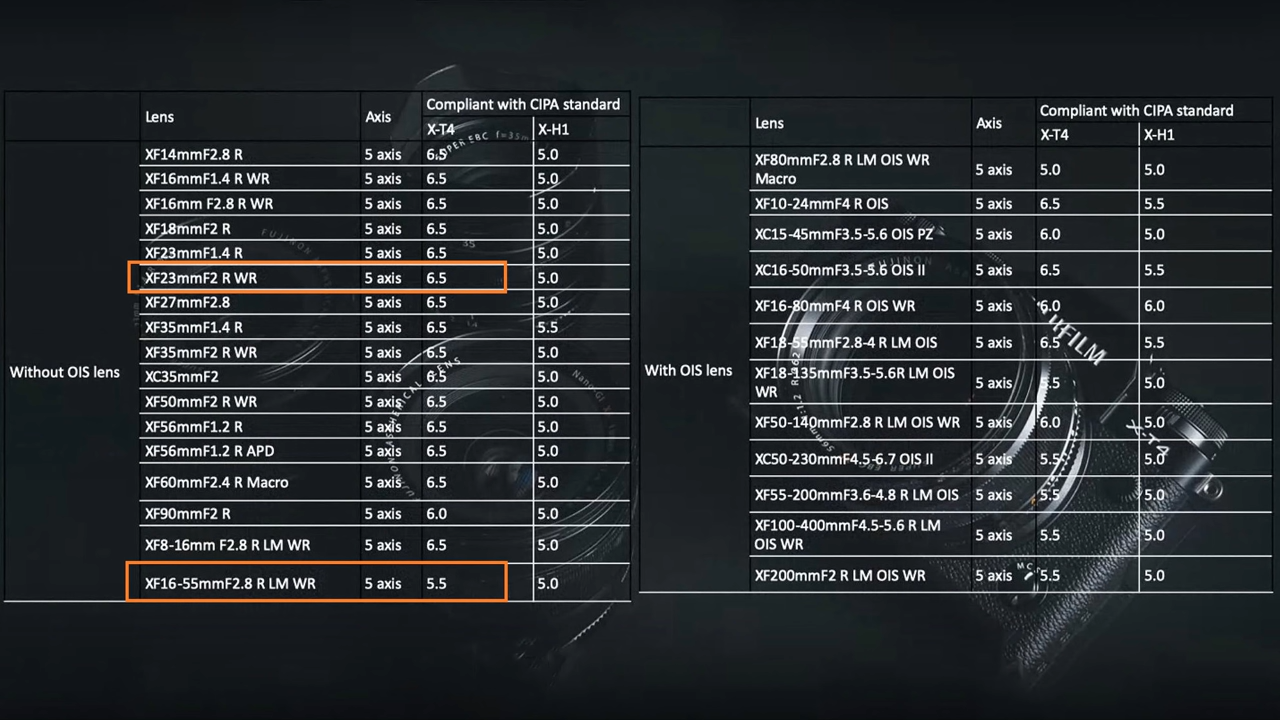 Lens Axis Compliant with CIPA standard
X-T4 X-H1
Without OIS lens
XF14mmF2.8 R 5 axis 6.5 5.0
XF16mmF1.4 R WR 5 axis 6.5 5.0
XF16mm F2.8 R WR 5 axis 6.5 5.0
XF18mmF2 R 5 axis 6.5 5.0
XF23mmF1.4 R 5 axis 6.5 5.0
XF23mmF2 R WR 5 axis 6.5 5.0
XF27mmF2.8 5 axis 6.5 5.0
XF35mmF1.4 R 5 axis 6.5 5.5
XF35mmF2 R WR 5 axis 6.5 5.0
XC35mmF2 5 axis 6.5 5.0
XF50mmF2 R WR 5 axis 6.5 5.0
XF56mmF1.2 R 5 axis 6.5 5.0
XF56mmF1.2 R APD 5 axis 6.5 5.0
XF60mmF2.4 R Macro 5 axis 6.5 5.0
XF90mmF2 R 5 axis 6.0 5.0
XF8-16mm F2.8 R LM WR 5 axis 6.5 5.0
XF16-55mmF2.8 R LM WR 5 axis 5.5 5.0
Lens Axis Compliant with CIPA standard
X-T4 X-H1
With OIS lens
XF80mmF2.8 R LM OIS WR
Macro 5 axis 5.0 5.0
XF10-24mmF4 R OIS 5 axis 6.5 5.5
XC15-45mmF3.5-5.6 OIS PZ 5 axis 6.0 5.0
XC16-50mmF3.5-5.6 OIS II 5 axis 6.5 5.5
XF16-80mmF4 R OIS WR 5 axis 6.0 6.0
XF18-55mmF2.8-4 R LM OIS 5 axis 6.5 5.5
XF18-135mmF3.5-5.6R LM OIS
WR 5 axis 5.5 5.0
XF50-140mmF2.8 R LM OIS WR 5 axis 6.0 5.0
XC50-230mmF4.5-6.7 OIS II 5 axis 5.5 5.0
XF55-200mmF3.6-4.8 R LM OIS 5 axis 5.5 5.0
XF100-400mmF4.5-5.6 R LM
OIS WR 5 axis 5.5 5.0
XF200mmF2 R LM OIS WR 5 axis 5.5 5.0
X-T4